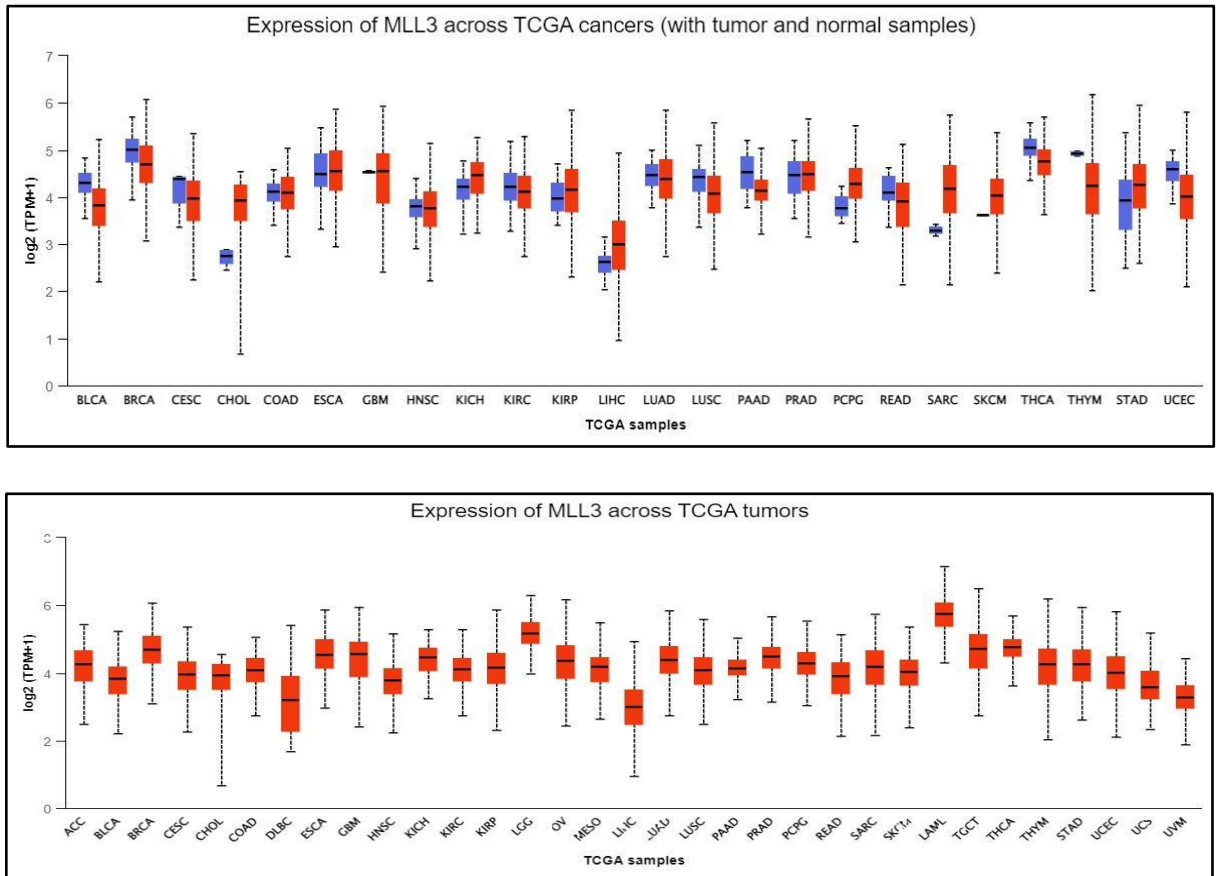 Expression of MLL3 across TCGA cancers (with tumor and normal samples)
7
6
5
4
3
2
1
0
log2 (TPM+1)
BLCA BRCA CESC CHOL COAD ESCA GBM HNSC KICH KIRC KIRP LIHC LUAD LUSC PAAD PRAD PCPG READ SARC SKCM THCA THYM STAD UCEC
TCGA samples
Expression of MLL3 across TCGA tumors
6
4
2
0
log2 (TPM+1)
ACC BLCA BRCA CESC CHOL COAD DLBC ESCA GBM HNSC KICH KIRC KIRP LGG OV MESO LUSC PAAD PRAD PCPG READ SARC LAML TGCT THCA THYM STAD UCEC UCS UVM
TCGA samples